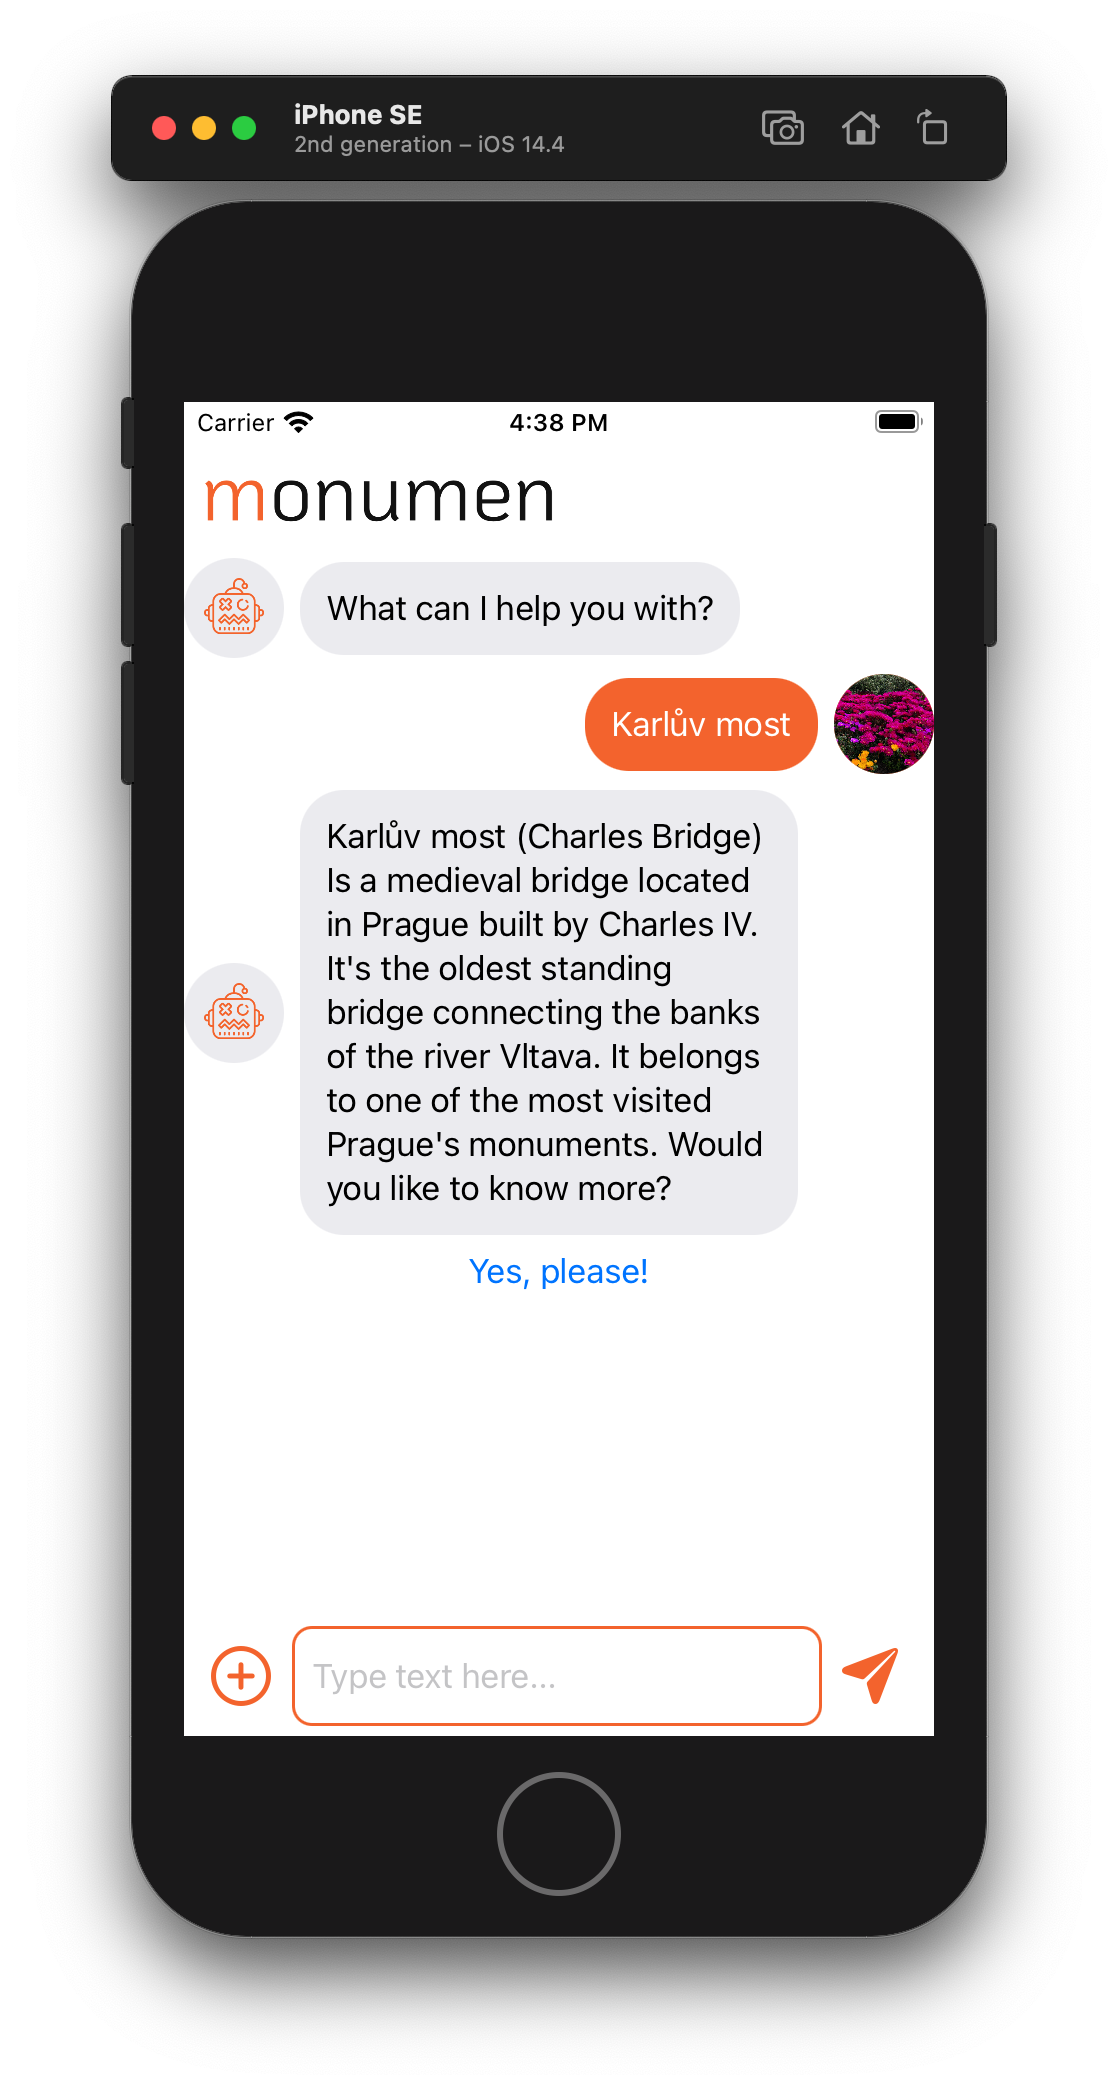 iPhone SE
2nd generation – iOS 14.4
Carrier
4:38 PM
monumen
What can I help you with?
Karlův most
Karlův most (Charles Bridge)
Is a medieval bridge located
in Prague built by Charles IV.
It's the oldest standing
bridge connecting the banks
of the river Vltava. It belongs
to one of the most visited
Prague's monuments. Would
you like to know more?
Yes, please!
Type text here...